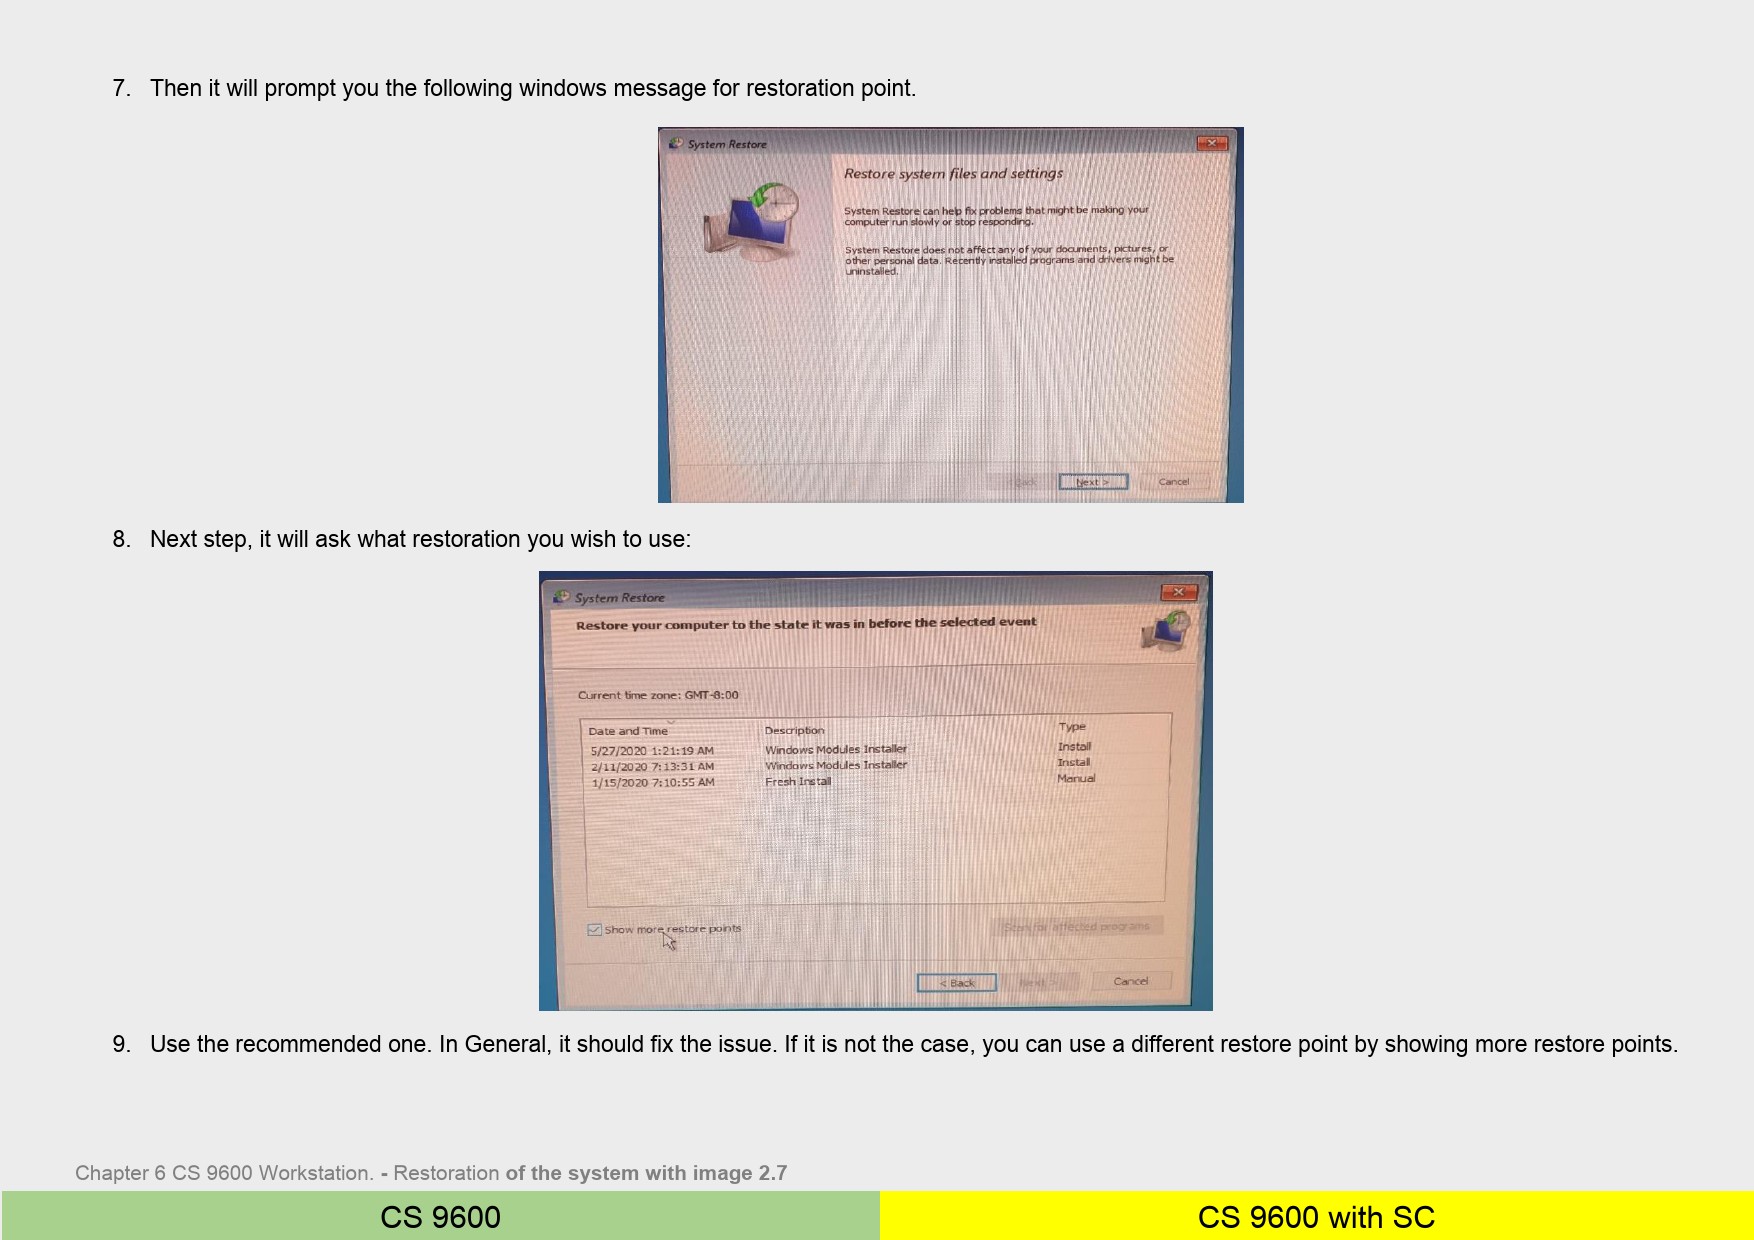 7. Then it will prompt you the following windows message for restoration point.
System Restore
Restore system files and settings
System Restore can help fix problems that might be making your
computer run slowly or stop responding.
System Restore does not affect any of your documents, pictures, or
other personal data. Recently installed programs and drivers might be
uninstalled.
< Back Next > Cancel
8. Next step, it will ask what restoration you wish to use:
System Restore
Restore your computer to the state it was in before the selected event
Current time zone: GMT-8:00
Date and Time Description Type
5/27/2020 1:21:19 AM Windows Modules Installer Install
2/11/2020 7:13:31 AM Windows Modules Installer Install
1/15/2020 7:10:55 AM Fresh Install Manual
Show more restore points Scan for affected programs
< Back Next > Cancel
9. Use the recommended one. In General, it should fix the issue. If it is not the case, you can use a different restore point by showing more restore points.
Chapter 6 CS 9600 Workstation. - Restoration of the system with image 2.7
CS 9600 CS 9600 with SC